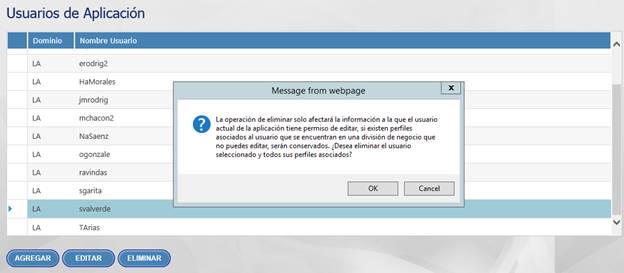 Usuarios de Aplicación
Dominio Nombre Usuario
LA erodrig2
LA HaMorales
LA jmrodrig
LA mchacon2
LA NaSaenz
LA ogonzale
LA ravindas
LA sgarita
LA svalverde
LA TArias
Message from webpage
x
La operación de eliminar solo afectará la información a la que el usuario
actual de la aplicación tiene permiso de editar, si existen perfiles
asociados al usuario que se encuentran en una división de negocio que
no puedes editar, serán conservados. ¿Desea eliminar el usuario
seleccionado y todos sus perfiles asociados?
OK Cancel
AGREGAR EDITAR ELIMINAR